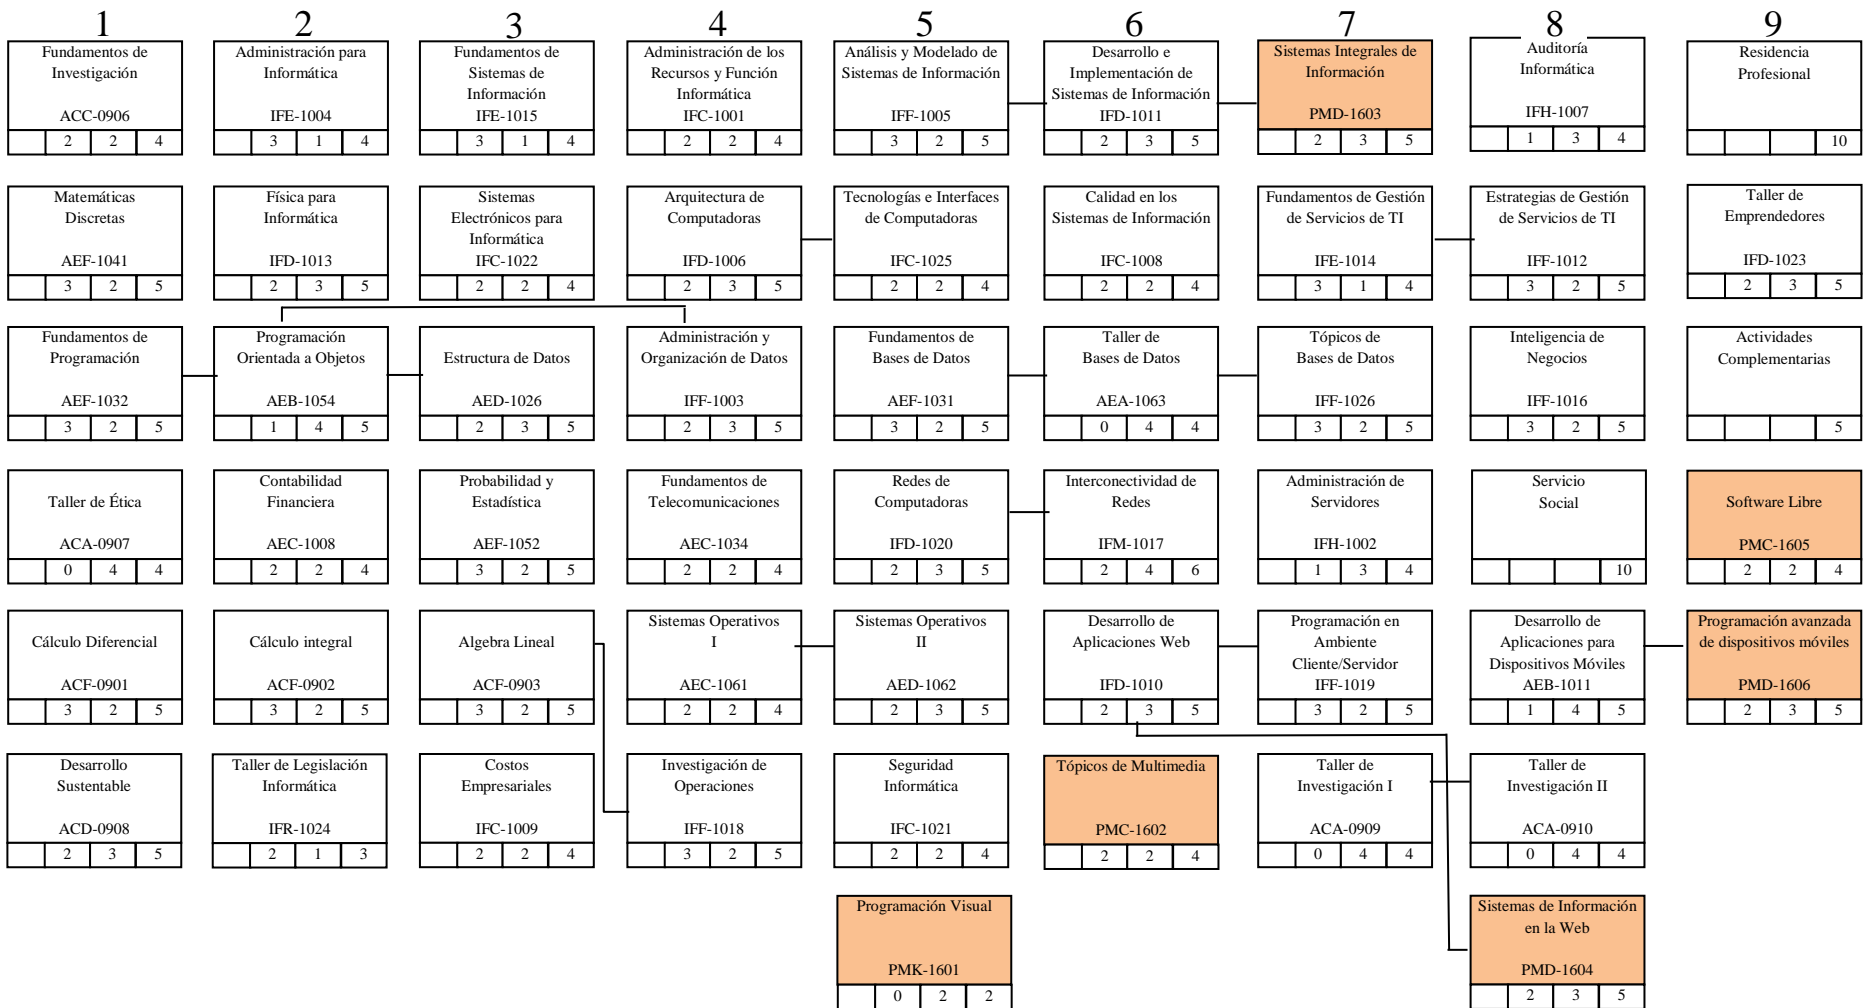 1 2 3 4 5 6 7 8 9
Fundamentos de
Investigación
ACC-0906
2 2 4
Administración para
Informática
IFE-1004
3 1 4
Fundamentos de
Sistemas de
Información
IFE-1015
3 1 4
Administración de los
Recursos y Función
Informática
IFC-1001
2 2 4
Análisis y Modelado de
Sistemas de Información
IFF-1005
3 2 5
Desarrollo e
Implementación de
Sistemas de Información
IFD-1011
2 3 5
Sistemas Integrales de
Información
PMD-1603
2 3 5
Auditoría
Informática
IFH-1007
1 3 4
Residencia
Profesional
10
Matemáticas
Discretas
AEF-1041
3 2 5
Física para
Informática
IFD-1013
2 3 5
Sistemas
Electrónicos para
Informática
IFC-1022
2 2 4
Arquitectura de
Computadoras
IFD-1006
2 3 5
Tecnologías e Interfaces
de Computadoras
IFC-1025
2 2 4
Calidad en los
Sistemas de Información
IFC-1008
2 2 4
Fundamentos de Gestión
de Servicios de TI
IFE-1014
3 1 4
Estrategias de Gestión
de Servicios de TI
IFF-1012
3 2 5
Taller de
Emprendedores
IFD-1023
2 3 5
Fundamentos de
Programación
AEF-1032
3 2 5
Programación
Orientada a Objetos
AEB-1054
1 4 5
Estructura de Datos
AED-1026
2 3 5
Administración y
Organización de Datos
IFF-1003
2 3 5
Fundamentos de
Bases de Datos
AEF-1031
3 2 5
Taller de
Bases de Datos
AEA-1063
0 4 4
Tópicos de
Bases de Datos
IFF-1026
3 2 5
Inteligencia de
Negocios
IFF-1016
3 2 5
Actividades
Complementarias
5
Taller de Ética
ACA-0907
0 4 4
Contabilidad
Financiera
AEC-1008
2 2 4
Probabilidad y
Estadística
AEF-1052
3 2 5
Fundamentos de
Telecomunicaciones
AEC-1034
2 2 4
Redes de
Computadoras
IFD-1020
2 3 5
Interconectividad de
Redes
IFM-1017
2 4 6
Administración de
Servidores
IFH-1002
1 3 4
Servicio
Social
10
Software Libre
PMC-1605
2 2 4
Cálculo Diferencial
ACF-0901
3 2 5
Cálculo integral
ACF-0902
3 2 5
Algebra Lineal
ACF-0903
3 2 5
Sistemas Operativos
I
AEC-1061
2 2 4
Sistemas Operativos
II
AED-1062
2 3 5
Desarrollo de
Aplicaciones Web
IFD-1010
2 3 5
Programación en
Ambiente
Cliente/Servidor
IFF-1019
3 2 5
Desarrollo de
Aplicaciones para
Dispositivos Móviles
AEB-1011
1 4 5
Programación avanzada
de dispositivos móviles
PMD-1606
2 3 5
Desarrollo
Sustentable
ACD-0908
2 3 5
Taller de Legislación
Informática
IFR-1024
2 1 3
Costos
Empresariales
IFC-1009
2 2 4
Investigación de
Operaciones
IFF-1018
3 2 5
Seguridad
Informática
IFC-1021
2 2 4
Tópicos de Multimedia
PMC-1602
2 2 4
Taller de
Investigación I
ACA-0909
0 4 4
Taller de
Investigación II
ACA-0910
0 4 4
Programación Visual
PMK-1601
0 2 2
Sistemas de Información
en la Web
PMD-1604
2 3 5